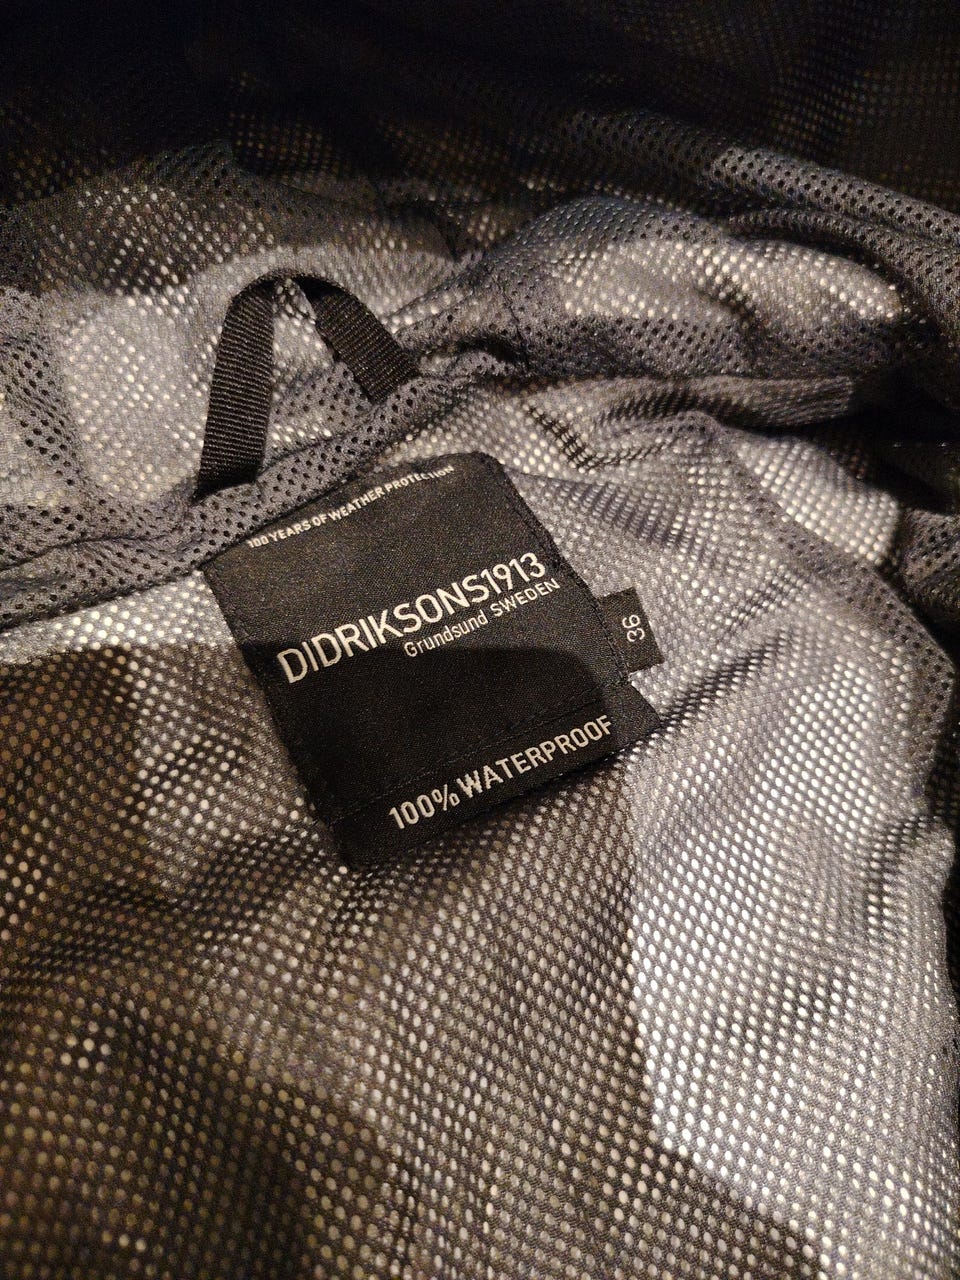 100 YEARS OF WEATHER PROTECTION
DIDRIKSONS1913
Grundsund SWEDEN
36
100% WATERPROOF